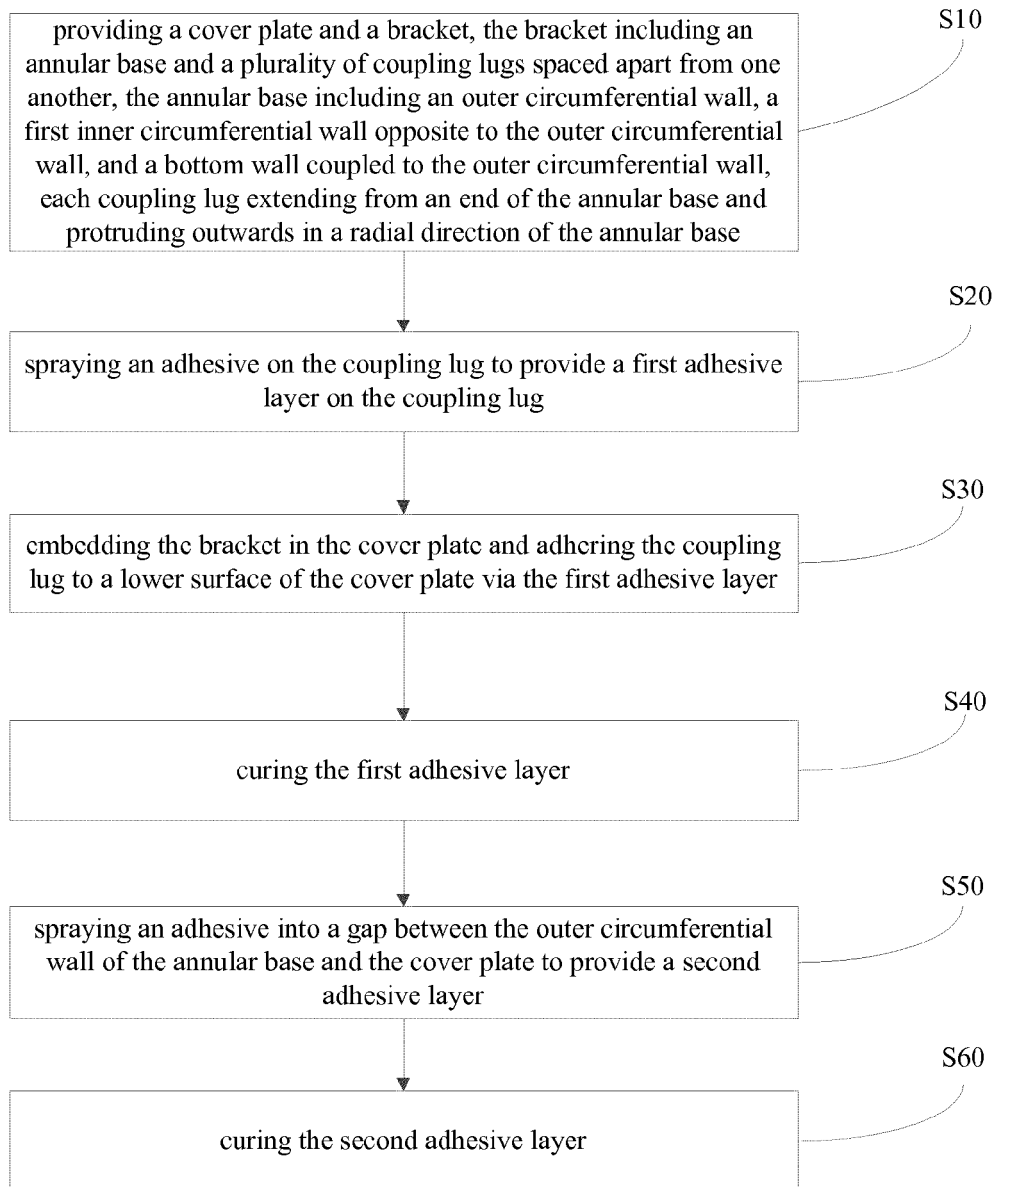 S10
providing a cover plate and a bracket, the bracket including an
annular base and a plurality of coupling lugs spaced apart from one
another, the annular base including an outer circumferential wall, a
first inner circumferential wall opposite to the outer circumferential
wall, and a bottom wall coupled to the outer circumferential wall,
each coupling lug extending from an end of the annular base and
protruding outwards in a radial direction of the annular base
S20
spraying an adhesive on the coupling lug to provide a first adhesive
layer on the coupling lug
S30
embedding the bracket in the cover plate and adhering the coupling
lug to a lower surface of the cover plate via the first adhesive layer
S40
curing the first adhesive layer
S50
spraying an adhesive into a gap between the outer circumferential
wall of the annular base and the cover plate to provide a second
adhesive layer
S60
curing the second adhesive layer